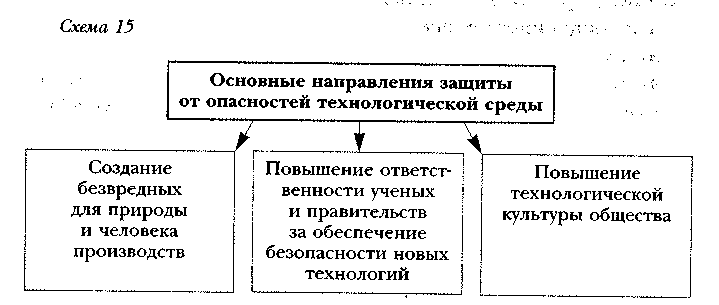 Схема 15
Основные направления защиты
от опасностей технологической среды
Создание
безвредных
для природы
и человека
производств
Повышение ответст-
венности ученых
и правительств
за обеспечение
безопасности новых
технологий
Повышение
технологической
культуры общества